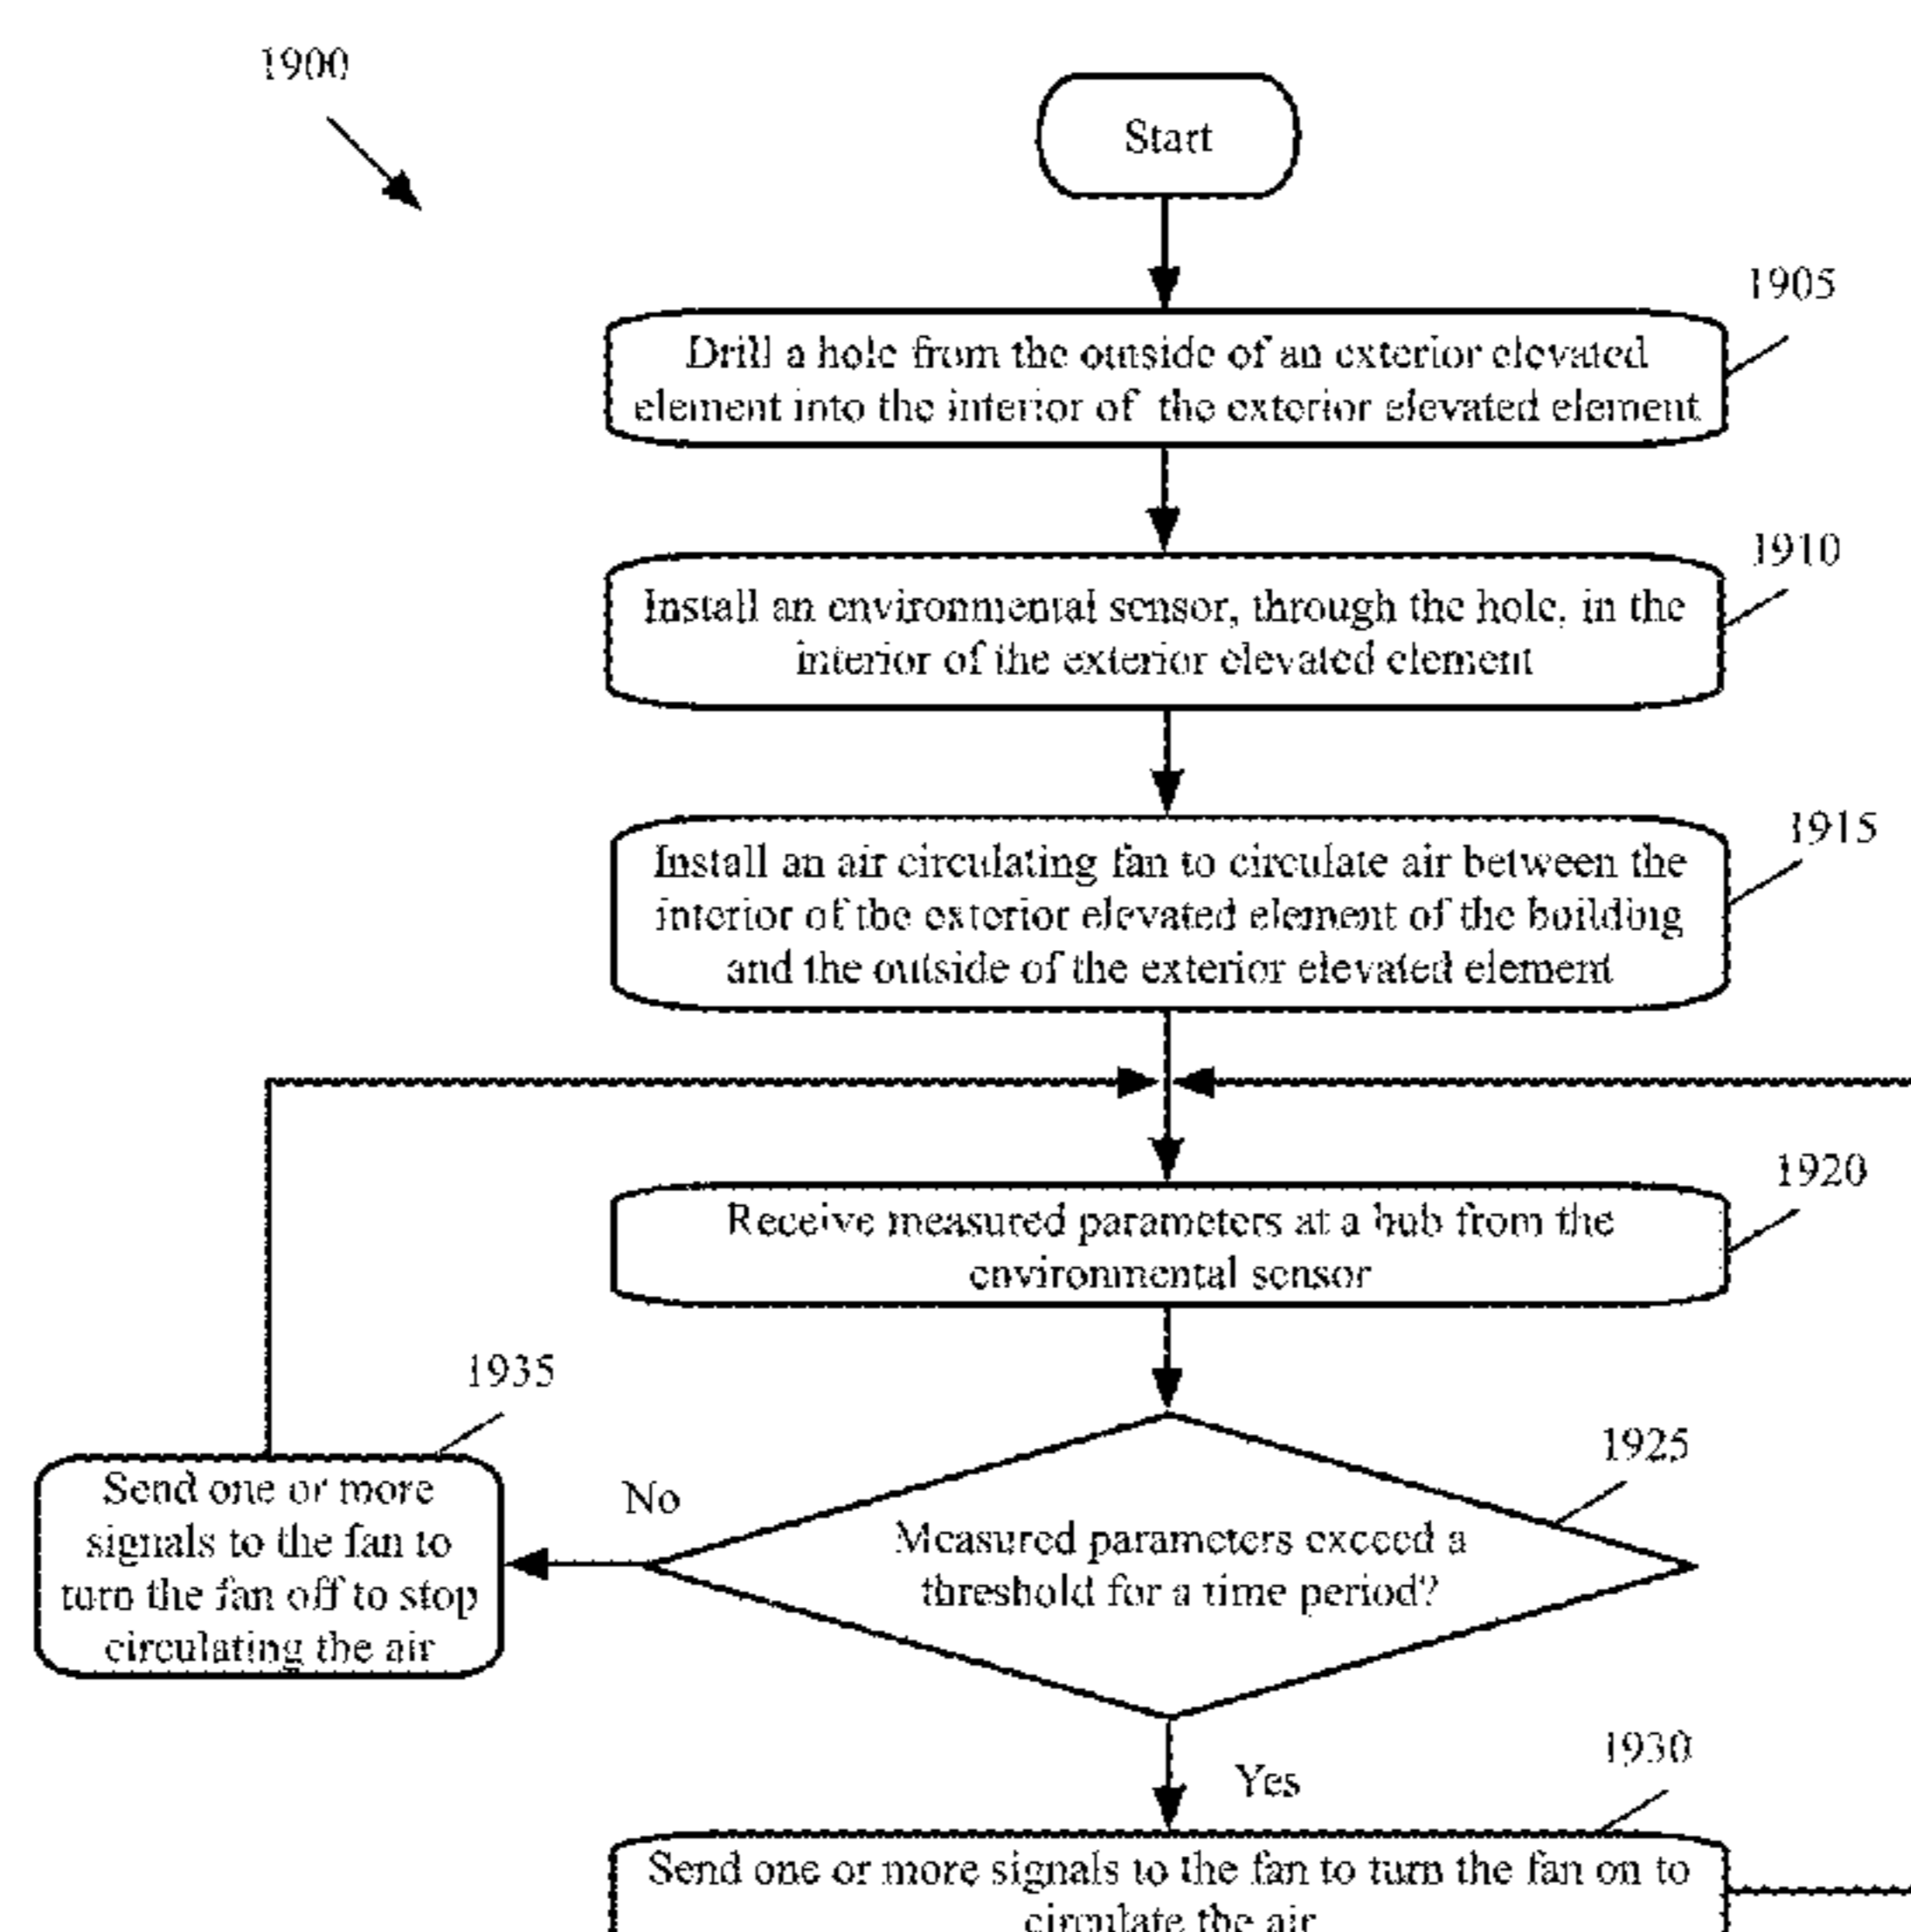 1900
Start
1905
Drill a hole from the outside of an exterior elevated
element into the interior of the exterior elevated element
1910
Install an environmental sensor, through the hole, in the
interior of the exterior elevated element
1915
Install an air circulating fan to circulate air between the
interior of the exterior elevated element of the building
and the outside of the exterior elevated element
1920
Receive measured parameters at a hub from the
environmental sensor
1935
Send one or more
signals to the fan to
turn the fan off to stop
circulating the air
No
1925
Measured parameters exceed a
threshold for a time period?
Yes
1930
Send one or more signals to the fan to turn the fan on to
circulate the air